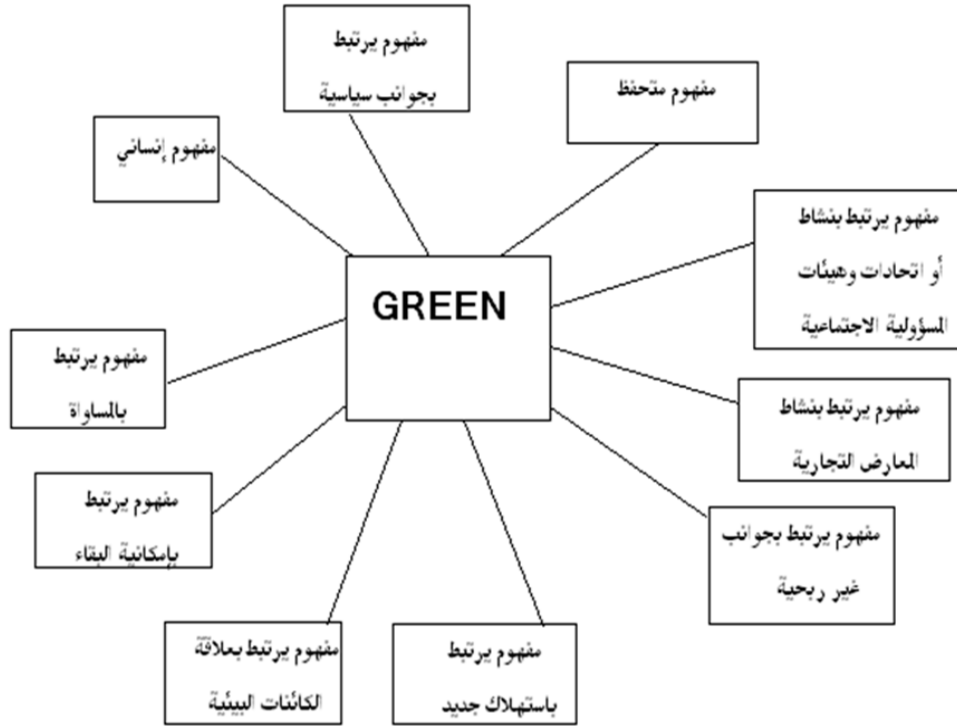 مفهوم يرتبط
بجوانب سياسية
مفهوم متحفظ
مفهوم إنساني
مفهوم يرتبط بنشاط
أو اتحادات وهيئات
المسؤولية الاجتماعية
GREEN
مفهوم يرتبط
بالمساواة
مفهوم يرتبط بنشاط
المعارض التجارية
مفهوم يرتبط
بإمكانية البقاء
مفهوم يرتبط بجوانب
غير ربحية
مفهوم يرتبط بعلاقة
الكائنات البيئية
مفهوم يرتبط
باستهلاك جديد